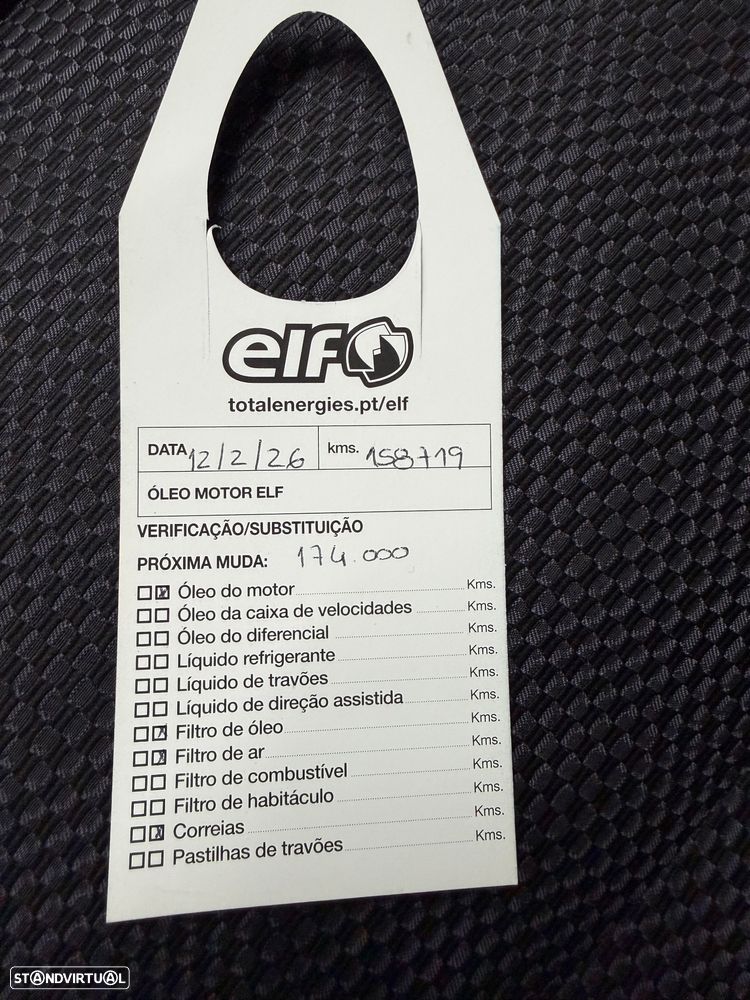 elf
totalenergies.pt/elf
DATA 12/2/26 kms. 158719
ÓLEO MOTOR ELF
VERIFICAÇÃO/SUBSTITUIÇÃO
PRÓXIMA MUDA: 174.000
Óleo do motor Kms.
Óleo da caixa de velocidades Kms.
Óleo do diferencial Kms.
Líquido refrigerante Kms.
Líquido de travões Kms.
Líquido de direção assistida Kms.
Filtro de óleo Kms.
Filtro de ar Kms.
Filtro de combustível Kms.
Filtro de habitáculo Kms.
Correias Kms.
Pastilhas de travões Kms.
STANDVIRTUAL